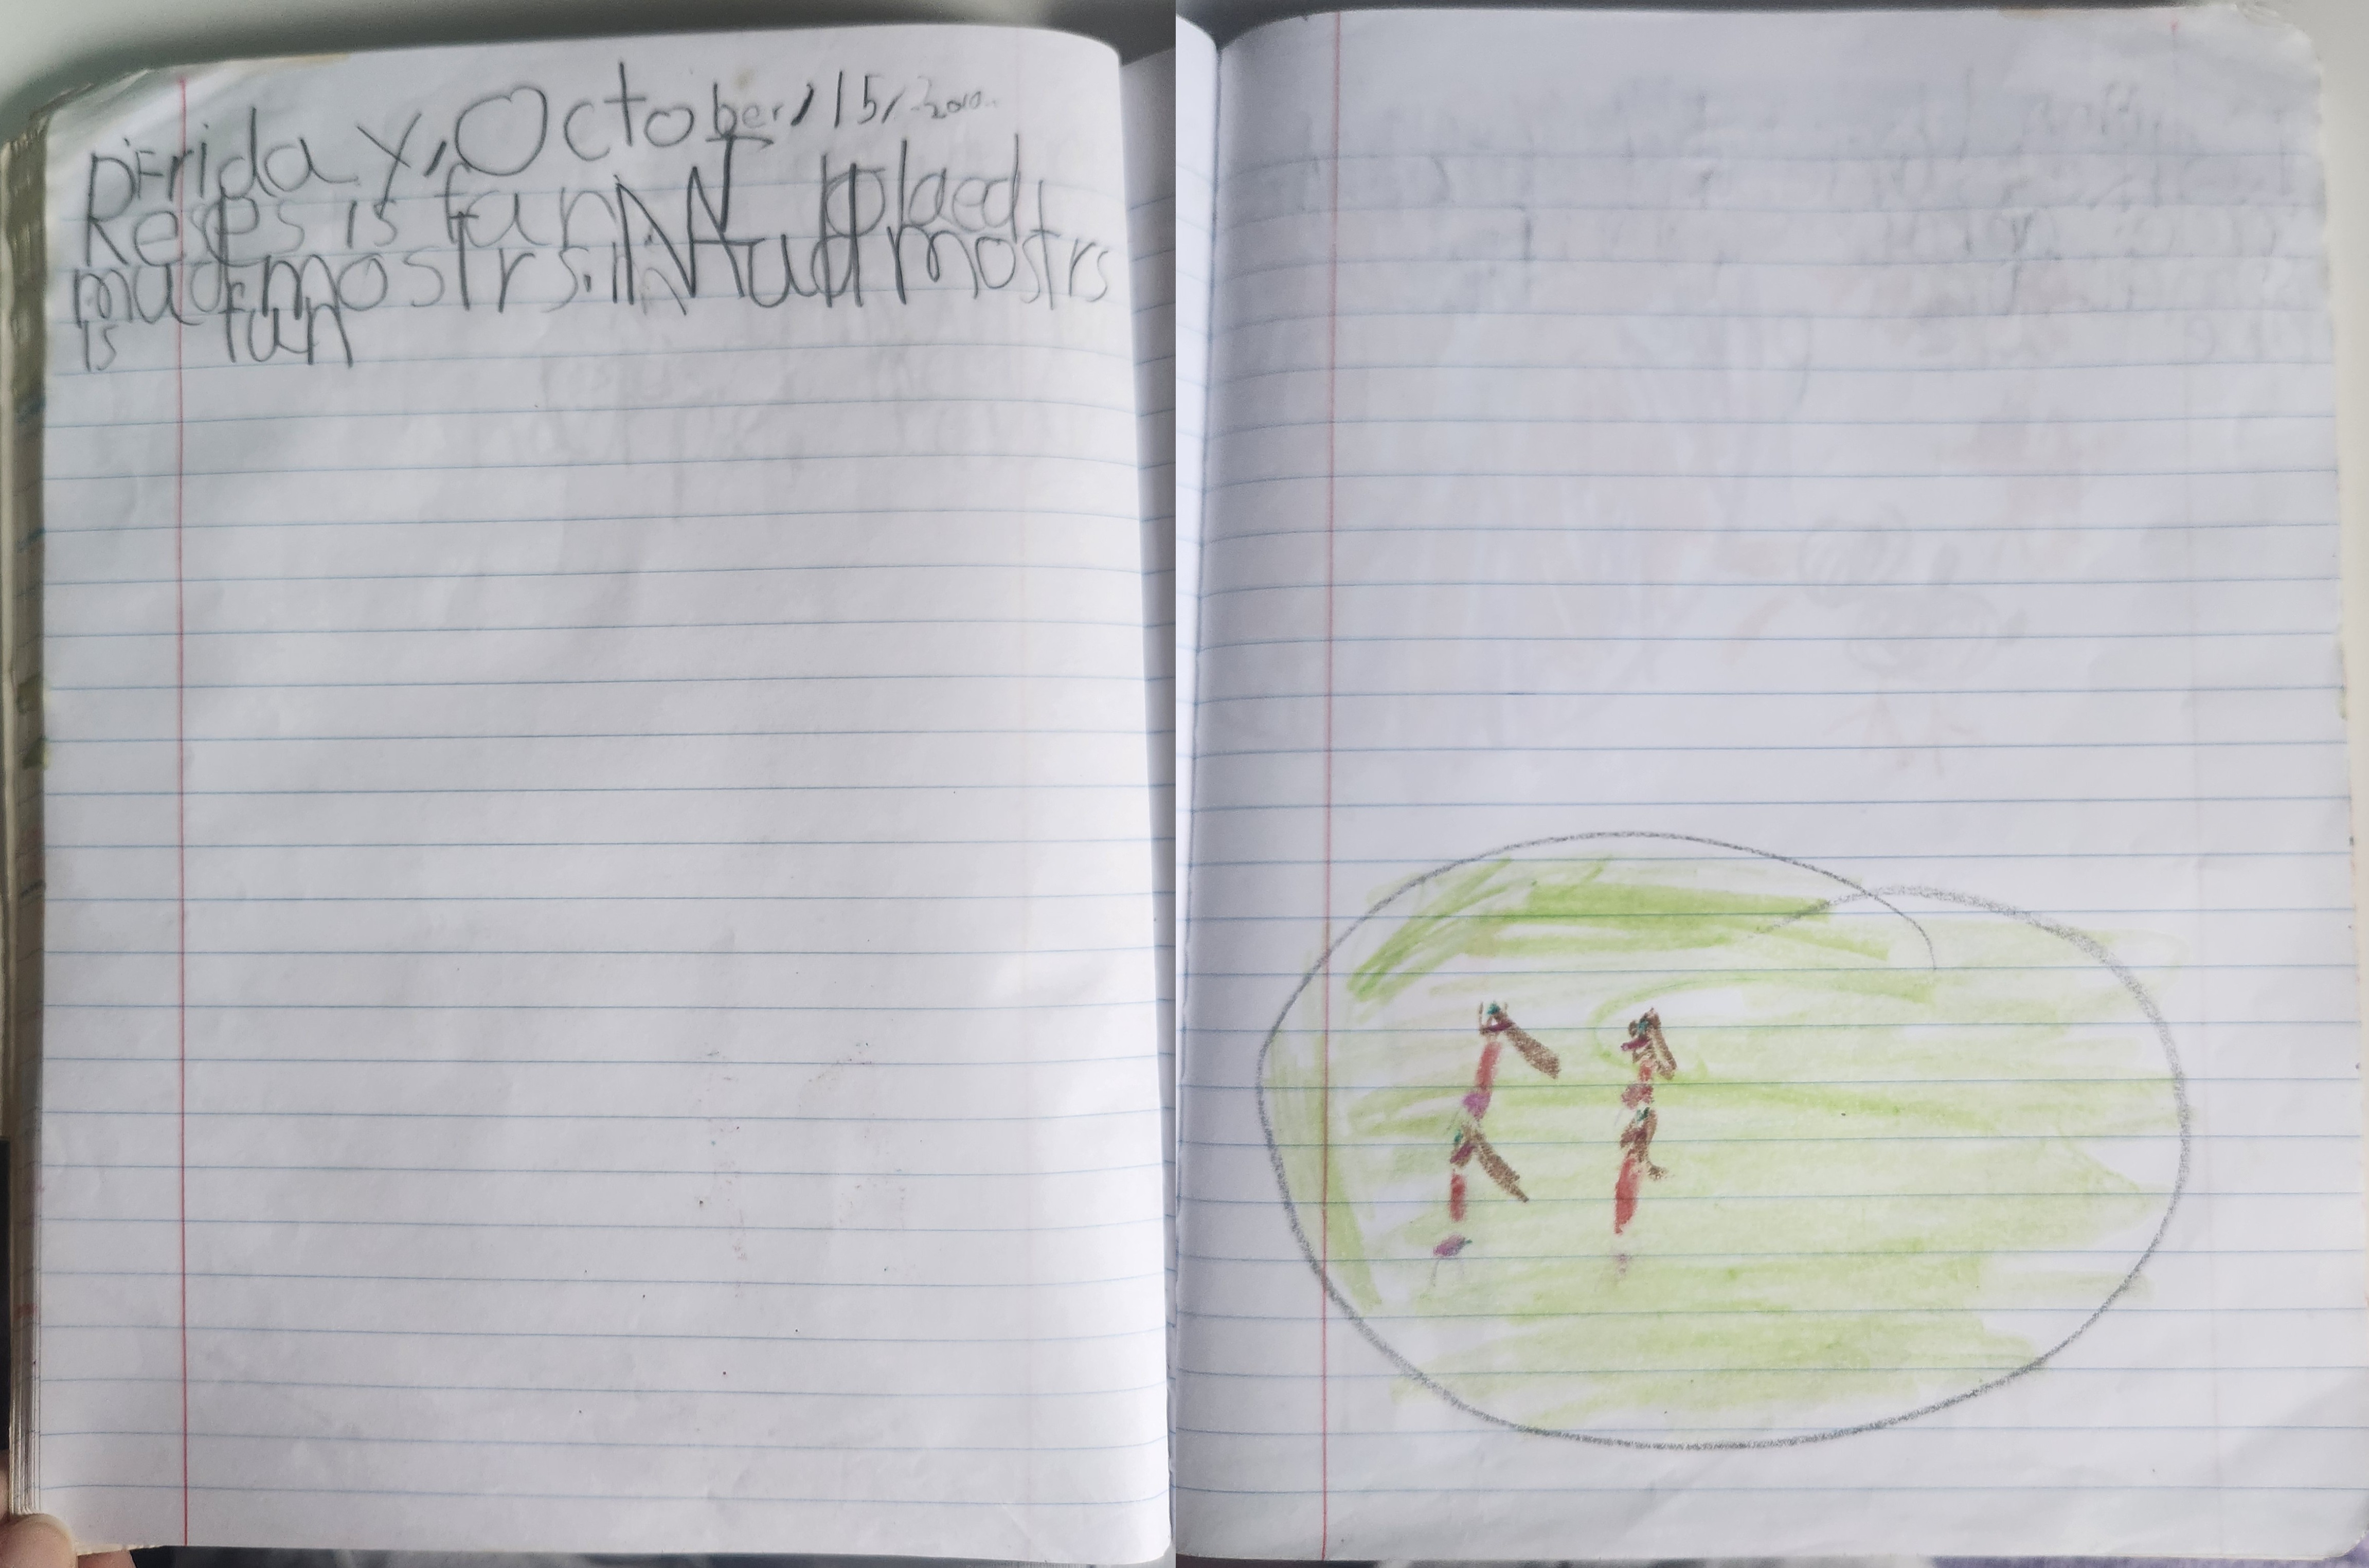 Friday, October/15/2010
Reses is fun I plaed
mud mostrs. Mud mostrs
is fun